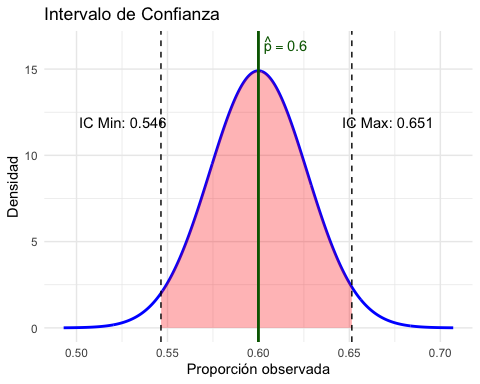 Intervalo de Confianza
p̂ = 0.6
IC Min: 0.546
IC Max: 0.651
Densidad
15
10
5
0
0.50
0.55
0.60
0.65
0.70
Proporción observada